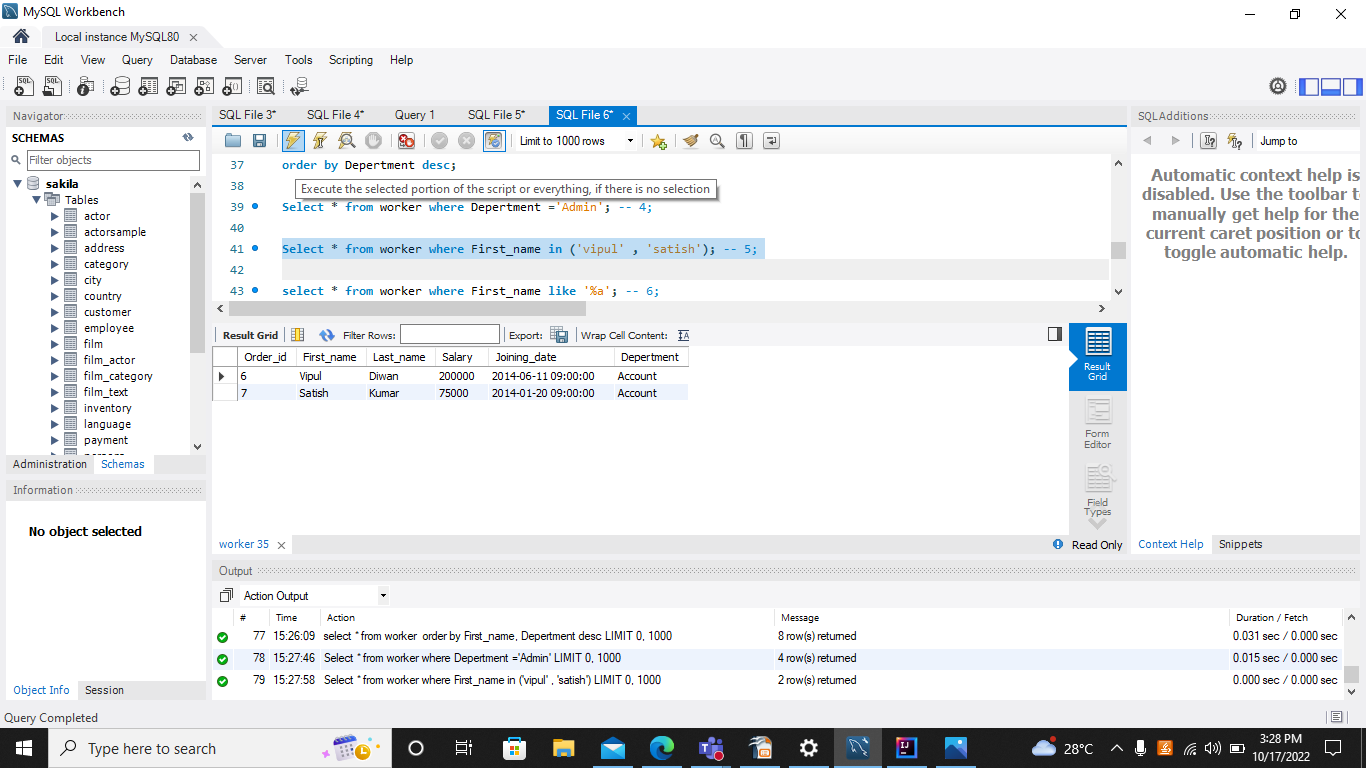 MySQL Workbench
Local instance MySQL80
File Edit View Query Database Server Tools Scripting Help
Navigator
SCHEMAS
Filter objects
sakila
Tables
actor
actorsample
address
category
city
country
customer
employee
film
film_actor
film_category
film_text
inventory
language
payment
Administration Schemas
Information
No object selected
Object Info Session
Query Completed
SQL File 3* SQL File 4* Query 1 SQL File 5* SQL File 6*
Limit to 1000 rows
37 order by Depertment desc;
38
Execute the selected portion of the script or everything, if there is no selection
39 Select * from worker where Depertment ='Admin'; -- 4;
40
41 Select * from worker where First_name in ('vipul' , 'satish'); -- 5;
42
43 select * from worker where First_name like '%a'; -- 6;
Result Grid Filter Rows: Export: Wrap Cell Content:
Order_id First_name Last_name Salary Joining_date Depertment
6 Vipul Diwan 200000 2014-06-11 09:00:00 Account
7 Satish Kumar 75000 2014-01-20 09:00:00 Account
Result
Grid
Form
Editor
Field
Types
worker 35
Read Only
Output
Action Output
# Time Action Message Duration / Fetch
77 15:26:09 select * from worker order by First_name, Depertment desc LIMIT 0, 1000 8 row(s) returned 0.031 sec / 0.000 sec
78 15:27:46 Select * from worker where Depertment ='Admin' LIMIT 0, 1000 4 row(s) returned 0.015 sec / 0.000 sec
79 15:27:58 Select * from worker where First_name in ('vipul' , 'satish') LIMIT 0, 1000 2 row(s) returned 0.000 sec / 0.000 sec
SQLAdditions
Jump to
Automatic context help is
disabled. Use the toolbar
manually get help for the
current caret position or
toggle automatic help.
Context Help Snippets
Type here to search
28°C
3:28 PM
10/17/2022